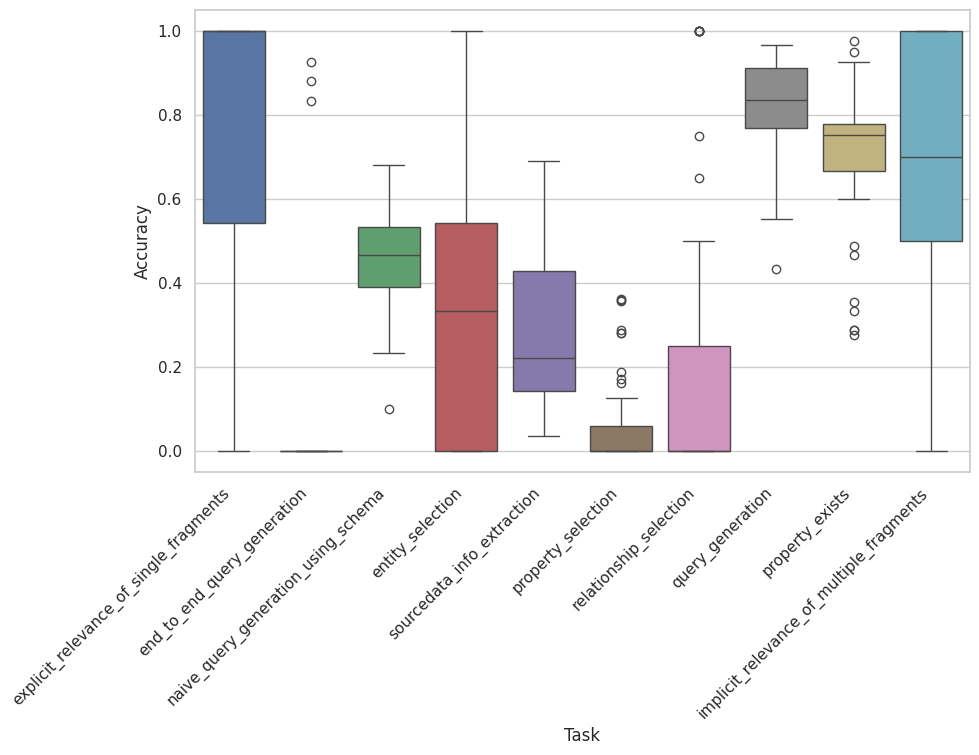 1.0
0.8
0.6
0.4
0.2
0.0
Accuracy
explicit_relevance_of_single_fragments
end_to_end_query_generation
naive_query_generation_using_schema
entity_selection
sourcedata_info_extraction
property_selection
relationship_selection
query_generation
property_exists
implicit_relevance_of_multiple_fragments
Task